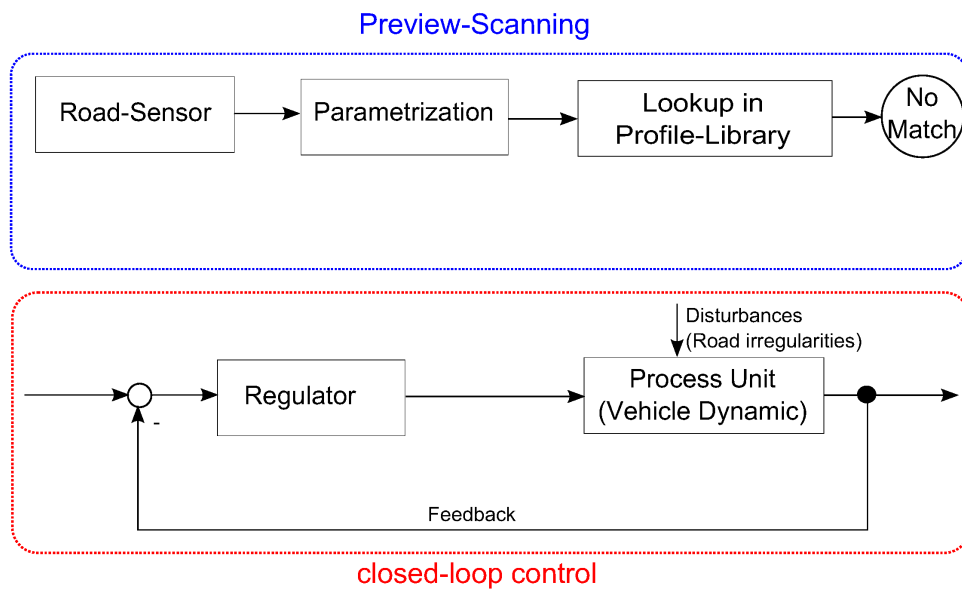 Preview-Scanning
Road-Sensor
Parametrization
Lookup in
Profile-Library
No
Match
Disturbances
(Road irregularities)
Regulator
Process Unit
(Vehicle Dynamic)
-
Feedback
closed-loop control